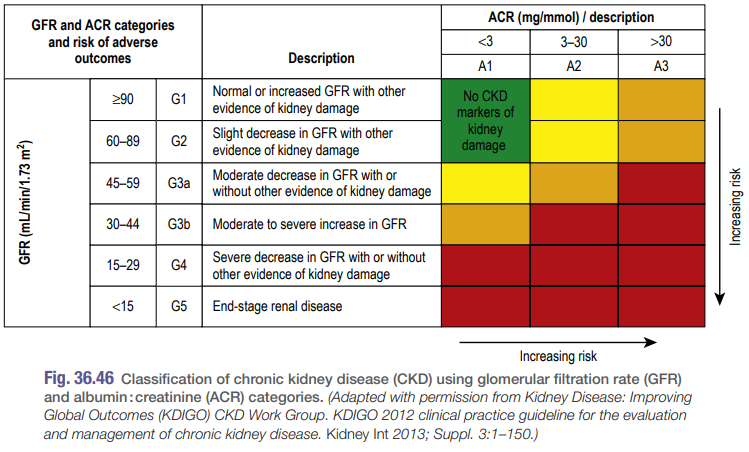 GFR and ACR categories
and risk of adverse
outcomes
Description
ACR (mg/mmol) / description
<3
3–30
>30
A1
A2
A3
GFR (mL/min/1.73 m²)
≥90
G1
Normal or increased GFR with other
evidence of kidney damage
60–89
G2
Slight decrease in GFR with other
evidence of kidney damage
45–59
G3a
Moderate decrease in GFR with or
without other evidence of kidney damage
30–44
G3b
Moderate to severe increase in GFR
15–29
G4
Severe decrease in GFR with or without
other evidence of kidney damage
<15
G5
End-stage renal disease
No CKD
markers of
kidney
damage
Increasing risk
Increasing risk
Fig. 36.46 Classification of chronic kidney disease (CKD) using glomerular filtration rate (GFR)
and albumin:creatinine (ACR) categories. (Adapted with permission from Kidney Disease: Improving
Global Outcomes (KDIGO) CKD Work Group. KDIGO 2012 clinical practice guideline for the evaluation
and management of chronic kidney disease. Kidney Int 2013; Suppl. 3:1–150.)